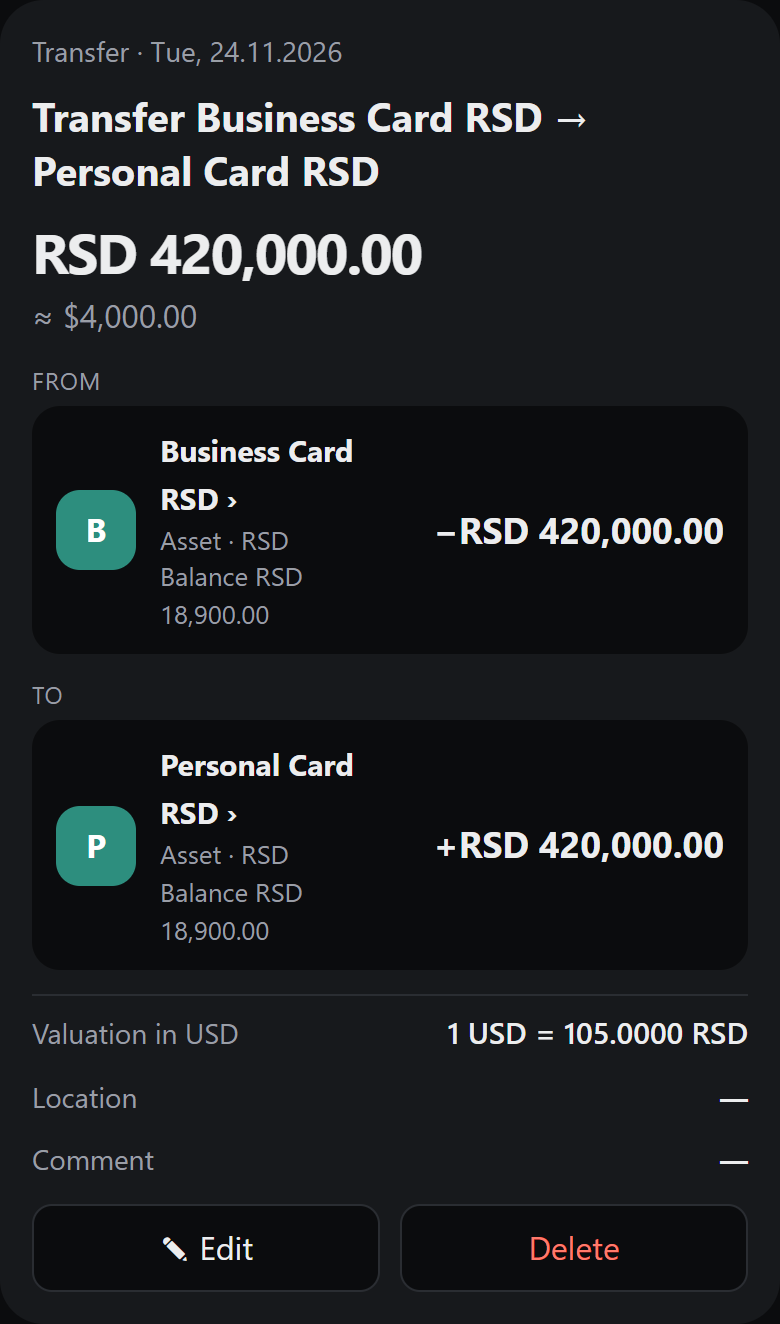 Transfer · Tue, 24.11.2026
Transfer Business Card RSD →
Personal Card RSD
RSD 420,000.00
≈ $4,000.00
FROM
B
Business Card
RSD ›
Asset · RSD
Balance RSD
18,900.00
−RSD 420,000.00
TO
P
Personal Card
RSD ›
Asset · RSD
Balance RSD
18,900.00
+RSD 420,000.00
Valuation in USD 1 USD = 105.0000 RSD
Location —
Comment —
✏ Edit
Delete